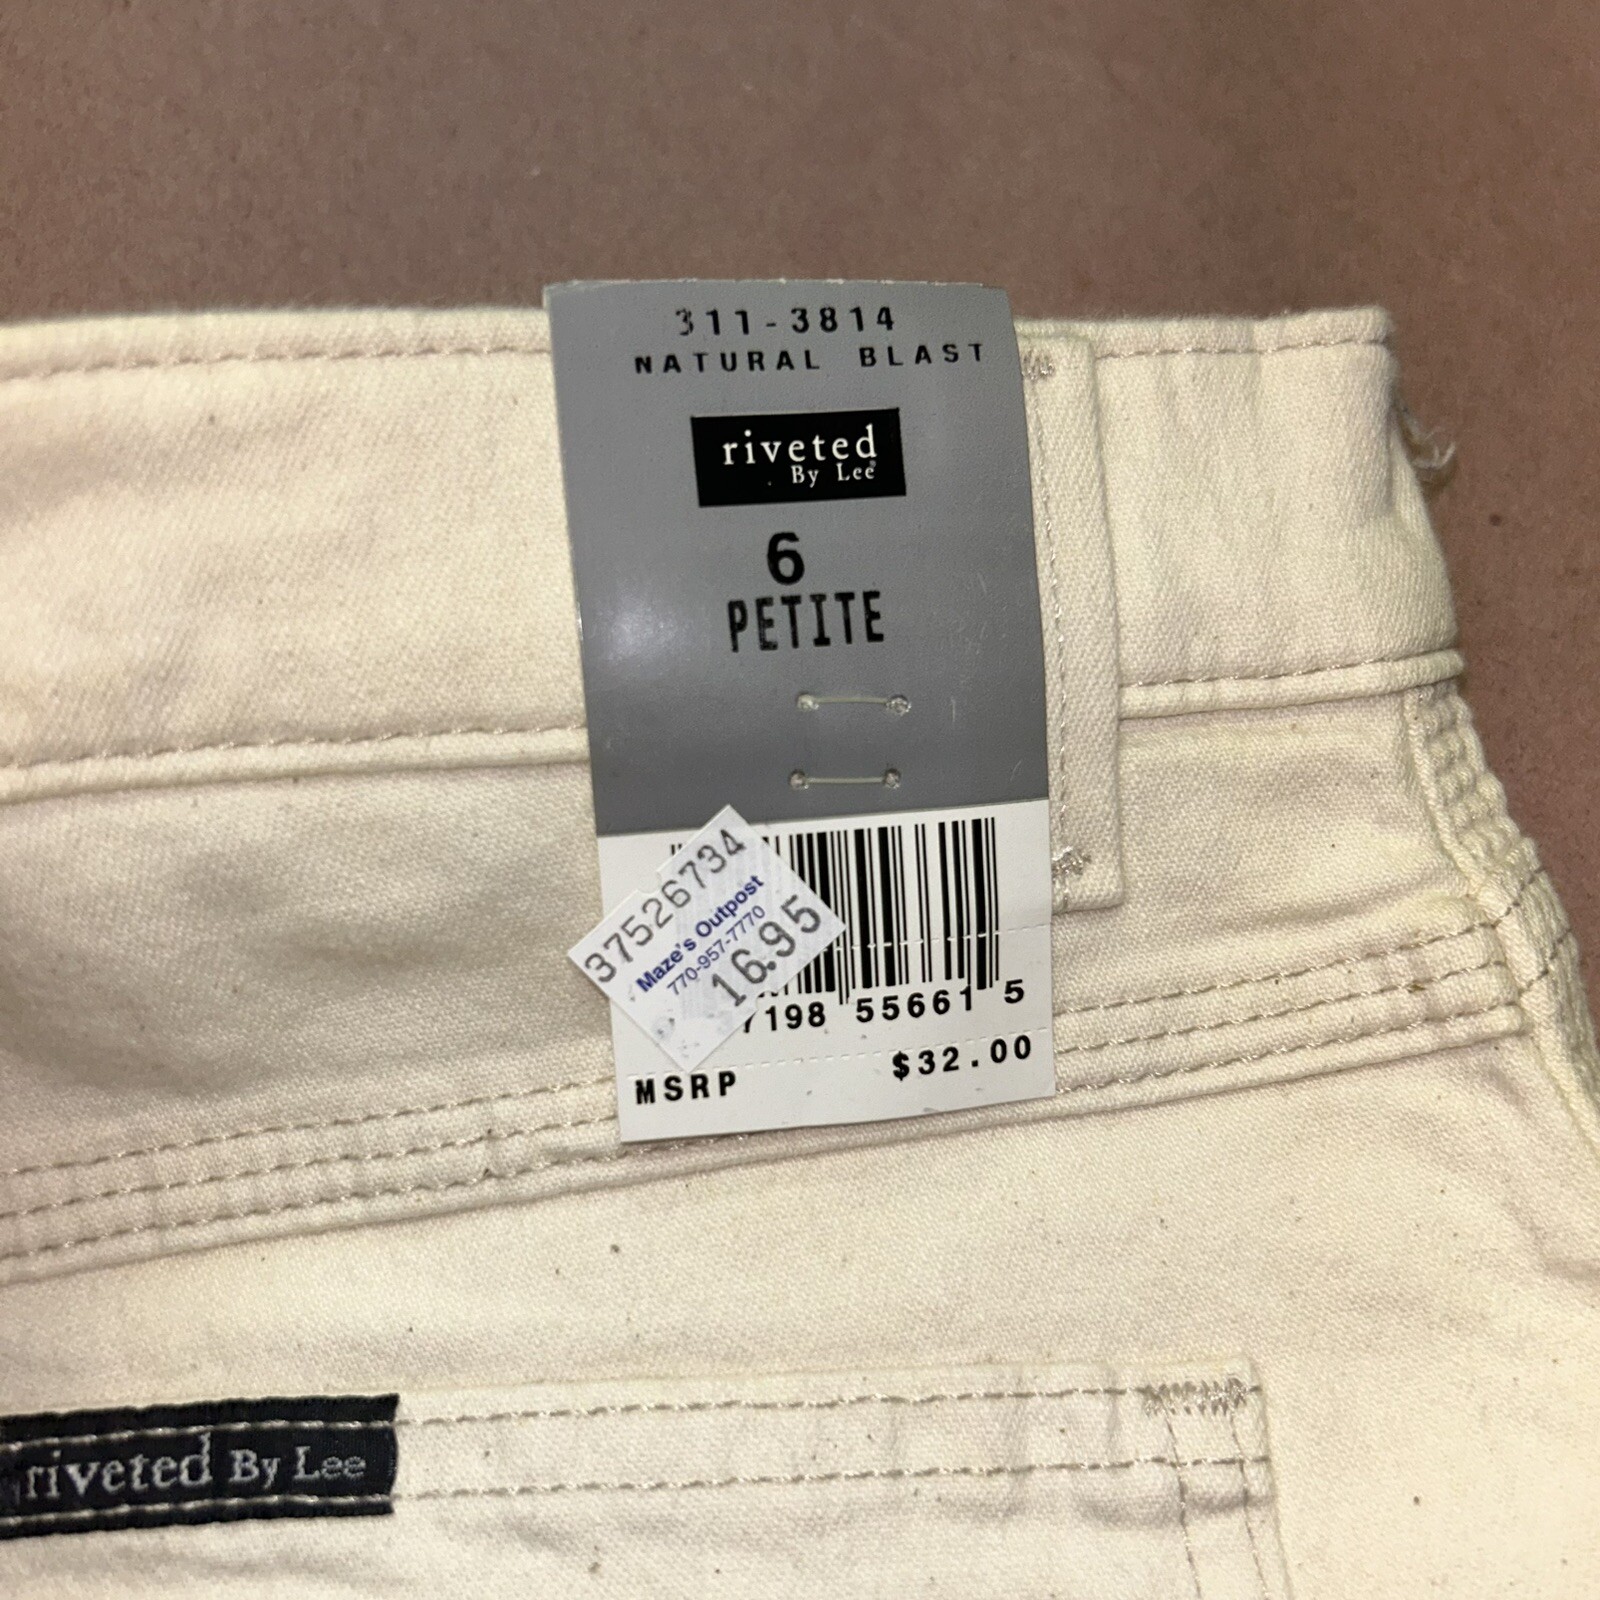 311-3814
NATURAL BLAST
riveted
By Lee®
6
PETITE
37526734
Maze's Outpost
770-957-7770
16.95
7198 55661 5
MSRP $32.00
riveted By Lee